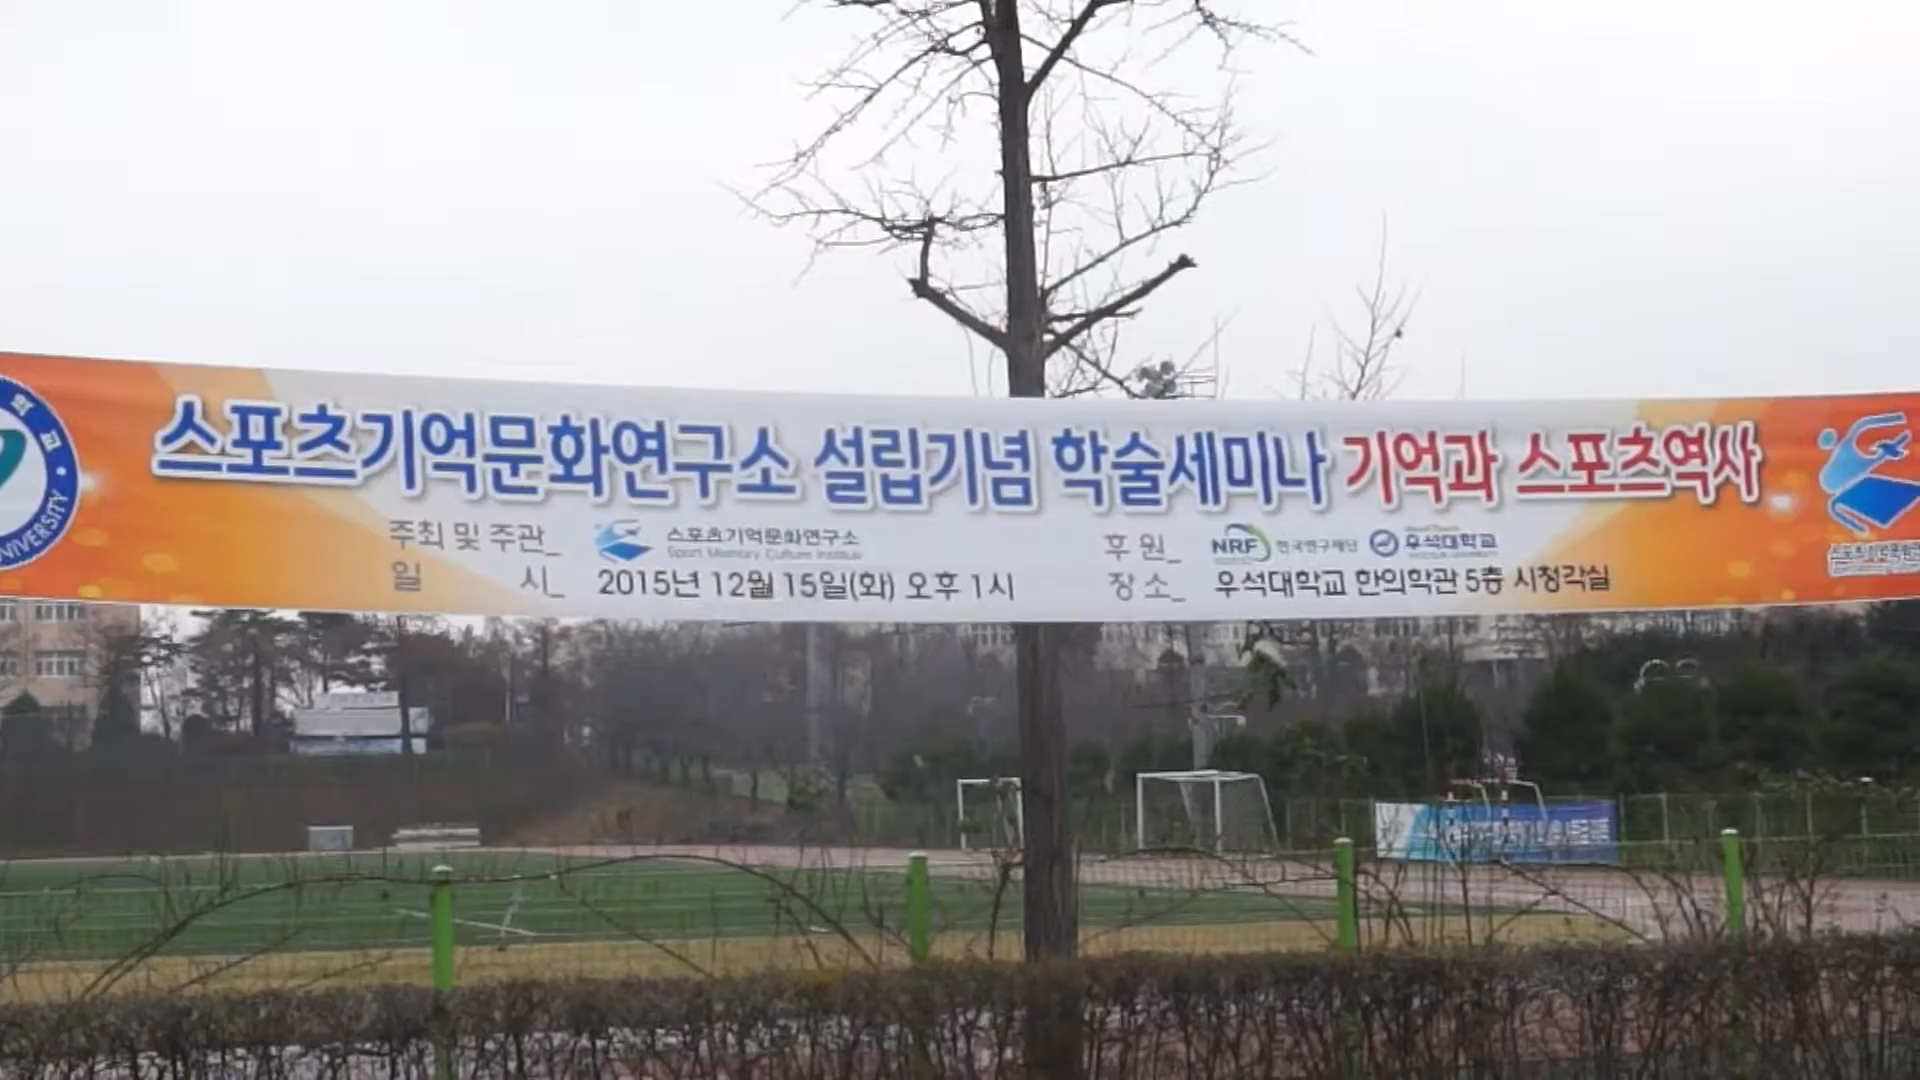 스포츠기억문화연구소 설립기념 학술세미나 기억과 스포츠역사
주최 및 주관_ 스포츠기억문화연구소
Sport Memory Culture Institue
후 원_ NRF 한국연구재단 우석대학교
일 시_ 2015년 12월 15일(화) 오후 1시
장 소_ 우석대학교 한의학관 5층 시청각실
UNIVERSITY